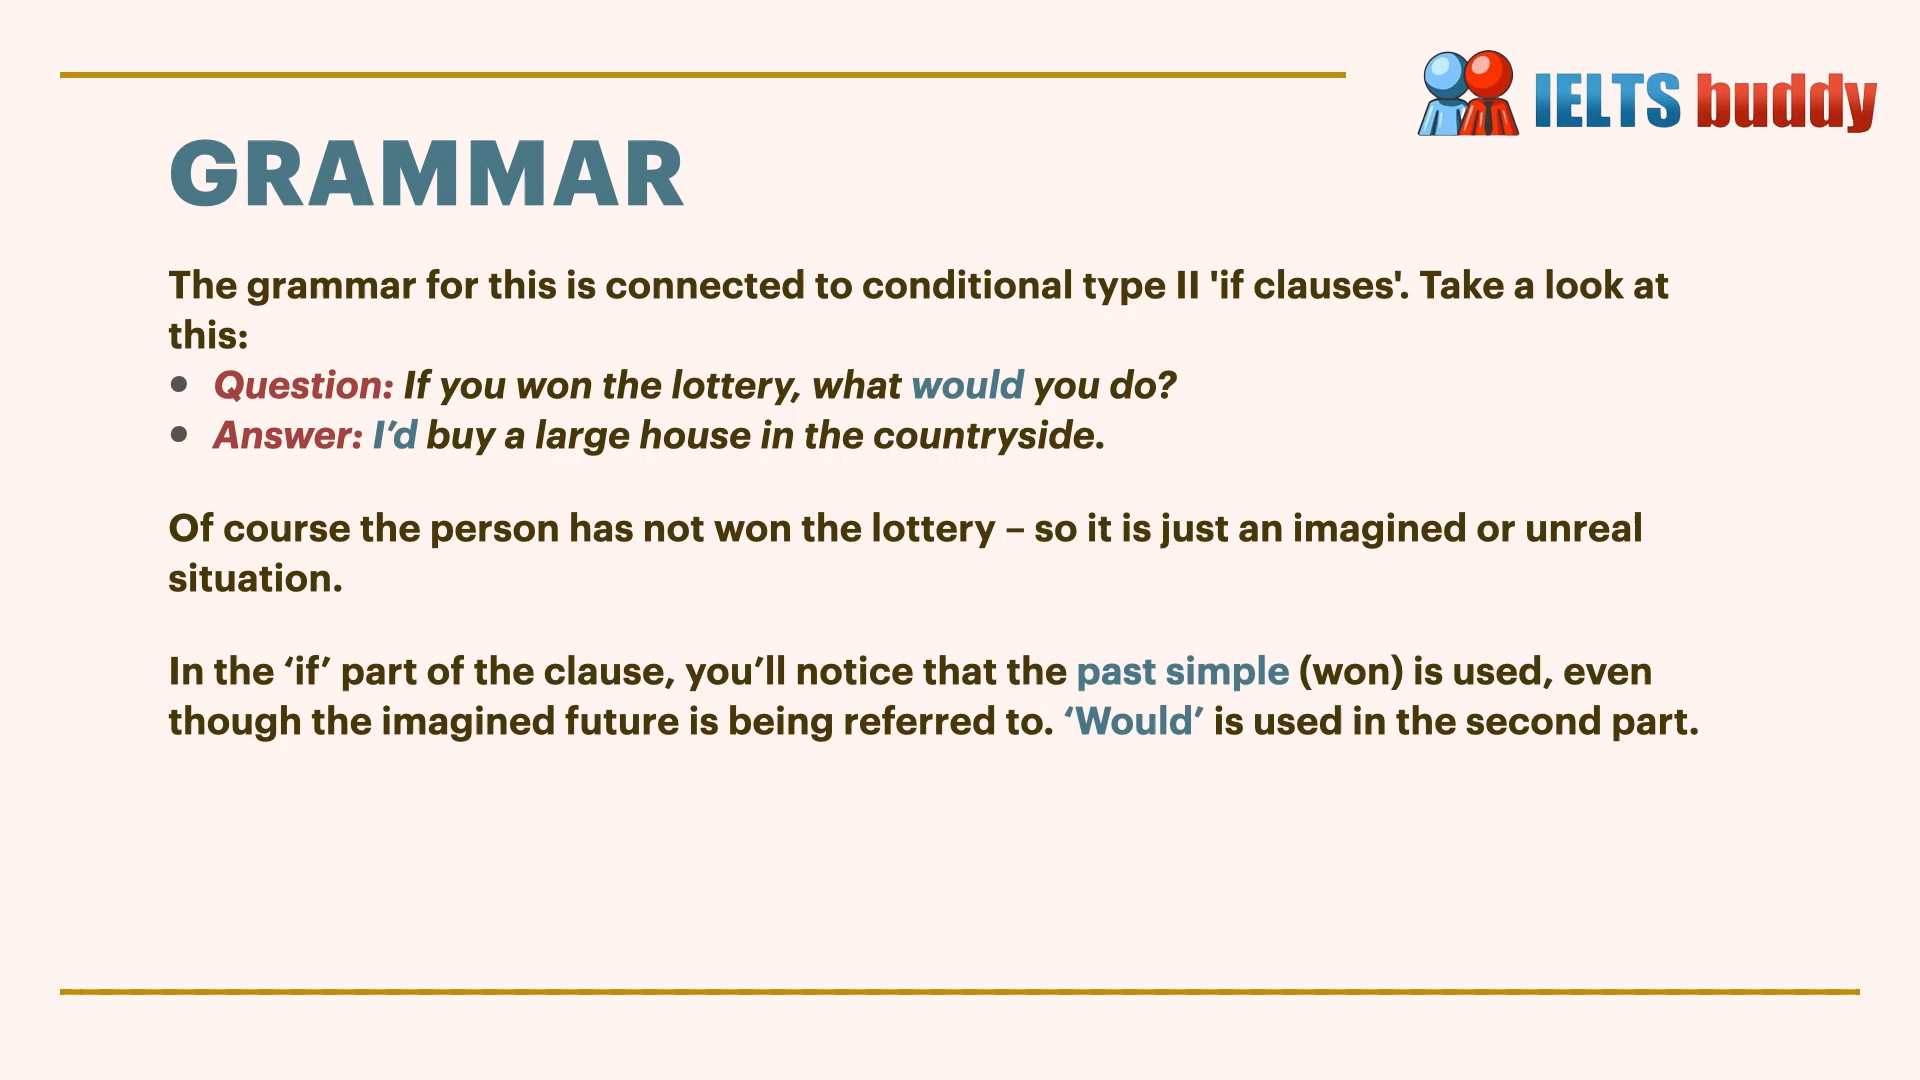 IELTS buddy
GRAMMAR
The grammar for this is connected to conditional type II 'if clauses'. Take a look at
this:
• Question: If you won the lottery, what would you do?
• Answer: I’d buy a large house in the countryside.
Of course the person has not won the lottery – so it is just an imagined or unreal
situation.
In the ‘if’ part of the clause, you’ll notice that the past simple (won) is used, even
though the imagined future is being referred to. ‘Would’ is used in the second part.